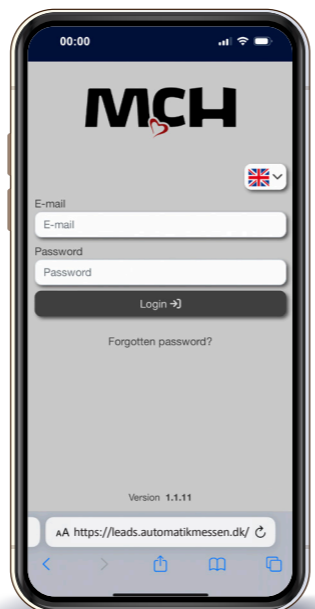 00:00
MCH
E-mail
E-mail
Password
Password
Login
Forgotten password?
Version 1.1.11
AA https://leads.automatikmessen.dk/